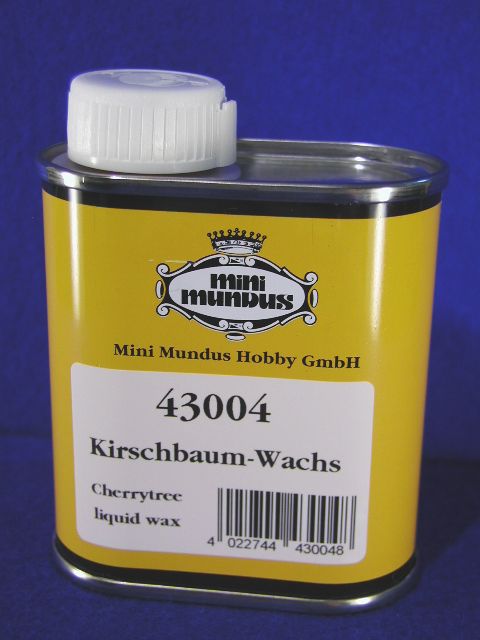 mini
mundus
Mini Mundus Hobby GmbH
43004
Kirschbaum-Wachs
Cherrytree
liquid wax
4 022744 430048